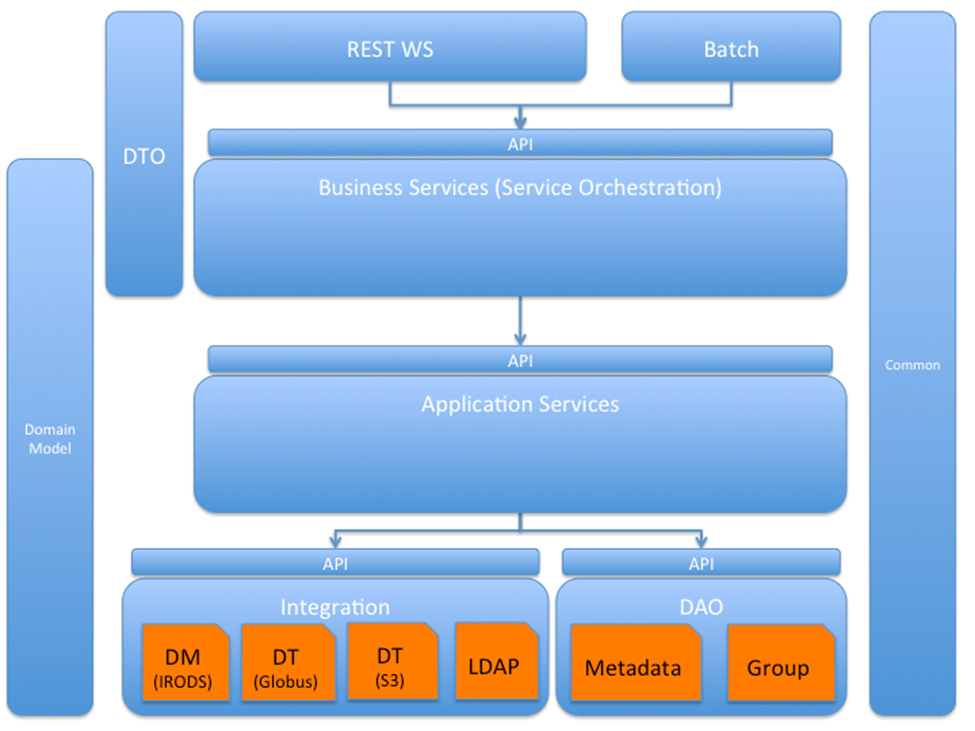 REST WS
Batch
DTO
API
Business Services (Service Orchestration)
API
Common
Application Services
Domain
Model
API
API
Integration
DAO
DM
(IRODS)
DT
(Globus)
DT
(S3)
LDAP
Metadata
Group